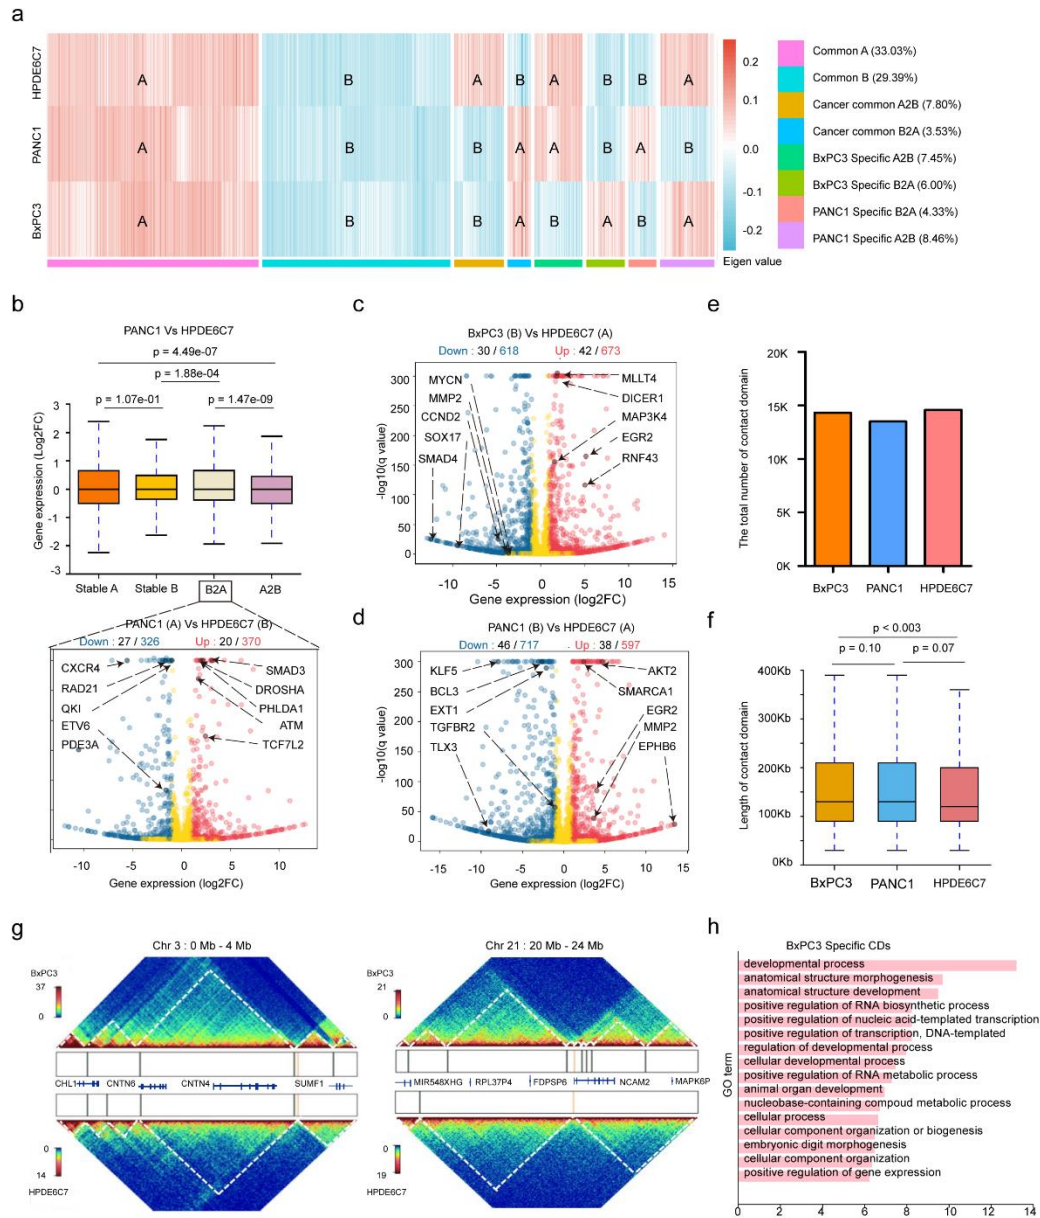 a
HPDE6C7
PANC1
BxPC3
A B A B A B B A
A B B A A B A B
A B B A B A B A
0.2
0.1
0.0
-0.1
-0.2
Eigen value
Common A (33.03%)
Common B (29.39%)
Cancer common A2B (7.80%)
Cancer common B2A (3.53%)
BxPC3 Specific A2B (7.45%)
BxPC3 Specific B2A (6.00%)
PANC1 Specific B2A (4.33%)
PANC1 Specific A2B (8.46%)
b
PANC1 Vs HPDE6C7
p = 4.49e-07
p = 1.88e-04
p = 1.07e-01
p = 1.47e-09
Gene expression (Log2FC)
3
2
1
0
-1
-2
-3
Stable A Stable B B2A A2B
PANC1 (A) Vs HPDE6C7 (B)
Down : 27 / 326 Up : 20 / 370
CXCR4
RAD21
QKI
ETV6
PDE3A
SMAD3
DROSHA
PHLDA1
ATM
TCF7L2
-10 -5 0 5 10
Gene expression (log2FC)
c
BxPC3 (B) Vs HPDE6C7 (A)
Down : 30 / 618 Up : 42 / 673
-log10(q value)
300
250
200
150
100
50
0
MYCN
MMP2
CCND2
SOX17
SMAD4
MLLT4
DICER1
MAP3K4
EGR2
RNF43
-10 -5 0 5 10 15
Gene expression (log2FC)
d
PANC1 (B) Vs HPDE6C7 (A)
Down : 46 / 717 Up : 38 / 597
-log10(q value)
300
250
200
150
100
50
0
KLF5
BCL3
EXT1
TGFBR2
TLX3
AKT2
SMARCA1
EGR2
MMP2
EPHB6
-15 -10 -5 0 5 10 15
Gene expression (log2FC)
e
The total number of contact domain
20K
15K
10K
5K
0K
BxPC3 PANC1 HPDE6C7
f
p < 0.003
p = 0.10 p = 0.07
Length of contact domain
400Kb
300Kb
200Kb
100Kb
0Kb
BxPC3 PANC1 HPDE6C7
g
Chr 3 : 0 Mb - 4 Mb
BxPC3
37
0
CHL1 CNTN6 CNTN4 SUMF1
0
14
HPDE6C7
Chr 21 : 20 Mb - 24 Mb
BxPC3
21
0
MIR548XHG RPL37P4 FDPSP6 NCAM2 MAPK6P
0
19
HPDE6C7
h
BxPC3 Specific CDs
GO term
developmental process
anatomical structure morphogenesis
anatomical structure development
positive regulation of RNA biosynthetic process
positive regulation of nucleic acid-templated transcription
positive regulation of transcription, DNA-templated
regulation of developmental process
cellular developmental process
positive regulation of RNA metabolic process
animal organ development
nucleobase-containing compoud metabolic process
cellular process
cellular component organization or biogenesis
embryonic digit morphogenesis
cellular component organization
positive regulation of gene expression
0 2 4 6 8 10 12 14